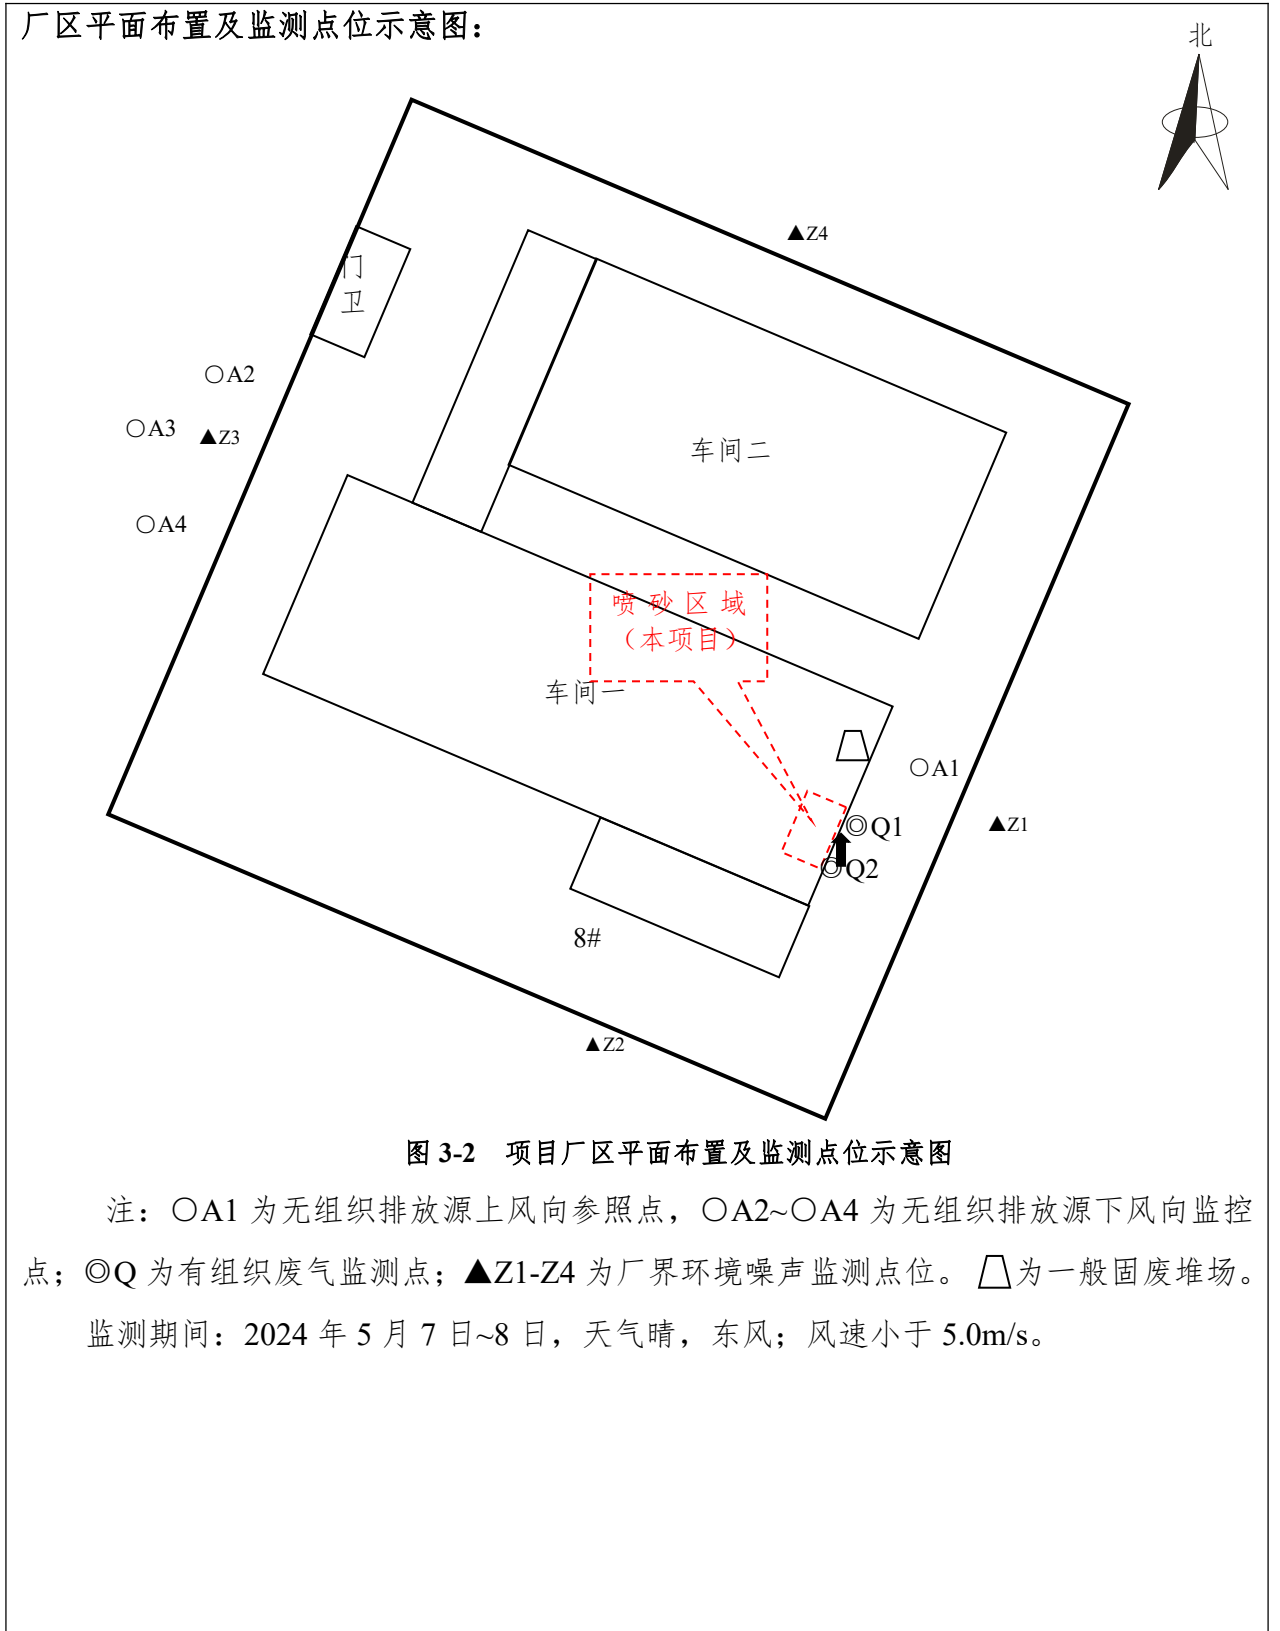 厂区平面布置及监测点位示意图：
北
▲Z4
门
卫
○A2
○A3
▲Z3
车间二
○A4
喷砂区域
（本项目）
车间一
○A1
◎Q1
▲Z1
◎Q2
8#
▲Z2
图 3-2 项目厂区平面布置及监测点位示意图
注：○A1 为无组织排放源上风向参照点，○A2~○A4 为无组织排放源下风向监控
点；◎Q 为有组织废气监测点；▲Z1-Z4 为厂界环境噪声监测点位。为一般固废堆场。
监测期间：2024 年 5 月 7 日~8 日，天气晴，东风；风速小于 5.0m/s。